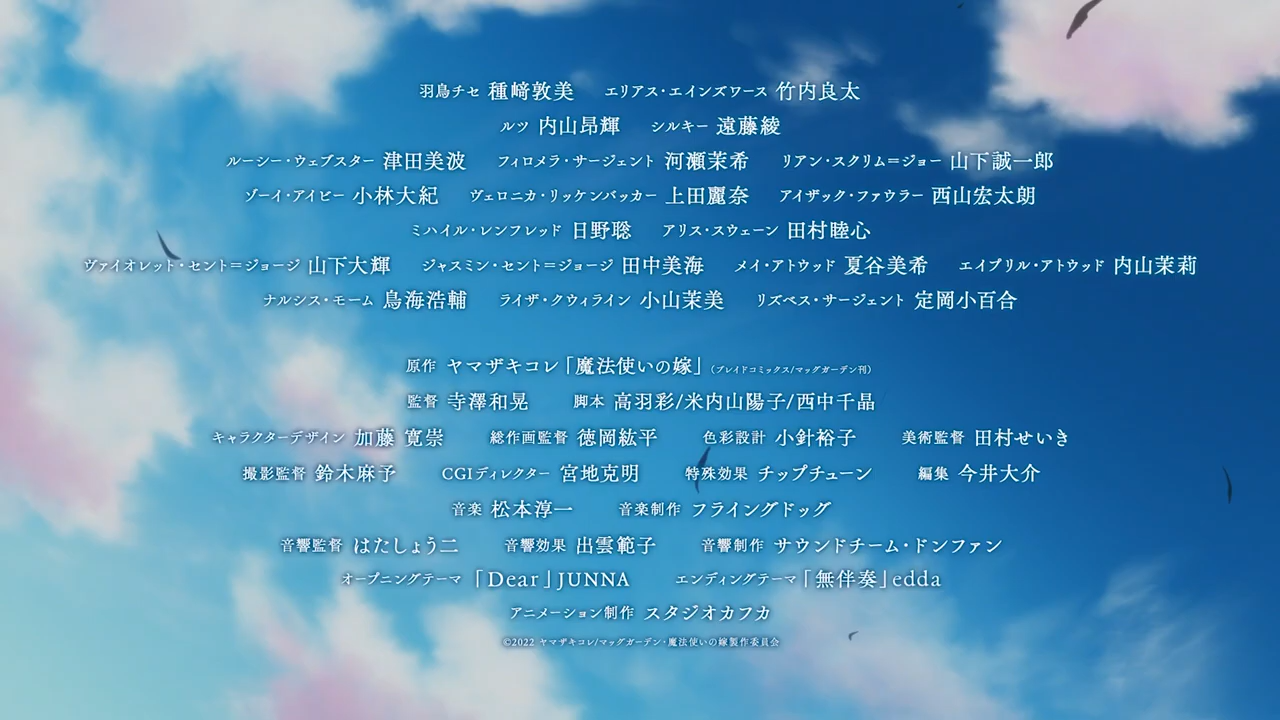 羽鳥チセ 種﨑敦美 エリアス・エインズワース 竹内良太
ルツ 内山昂輝 シルキー 遠藤綾
ルーシー・ウェブスター 津田美波 フィロメラ・サージェント 河瀬茉希 リアン・スクリム＝ジョー 山下誠一郎
ゾーイ・アイビー 小林大紀 ヴェロニカ・リッケンバッカー 上田麗奈 アイザック・ファウラー 西山宏太朗
ミハイル・レンフレッド 日野聡 アリス・スウェーン 田村睦心
ヴァイオレット・セント＝ジョージ 山下大輝 ジャスミン・セント＝ジョージ 田中美海 メイ・アトウッド 夏谷美希 エイプリル・アトウッド 内山茉莉
ナルシス・モーム 鳥海浩輔 ライザ・クウィライン 小山茉美 リズベス・サージェント 定岡小百合
原作 ヤマザキコレ「魔法使いの嫁」（ブレイドコミックス/マッグガーデン刊）
監督 寺澤和晃 脚本 高羽彩/米内山陽子/西中千晶
キャラクターデザイン 加藤 寛崇 総作画監督 徳岡紘平 色彩設計 小針裕子 美術監督 田村せいき
撮影監督 鈴木麻予 CGIディレクター 宮地克明 特殊効果 チップチューン 編集 今井大介
音楽 松本淳一 音楽制作 フライングドッグ
音響監督 はたしょう二 音響効果 出雲範子 音響制作 サウンドチーム・ドンファン
オープニングテーマ「Dear」JUNNA エンディングテーマ「無伴奏」edda
アニメーション制作 スタジオカフカ
©2022 ヤマザキコレ/マッグガーデン・魔法使いの嫁製作委員会